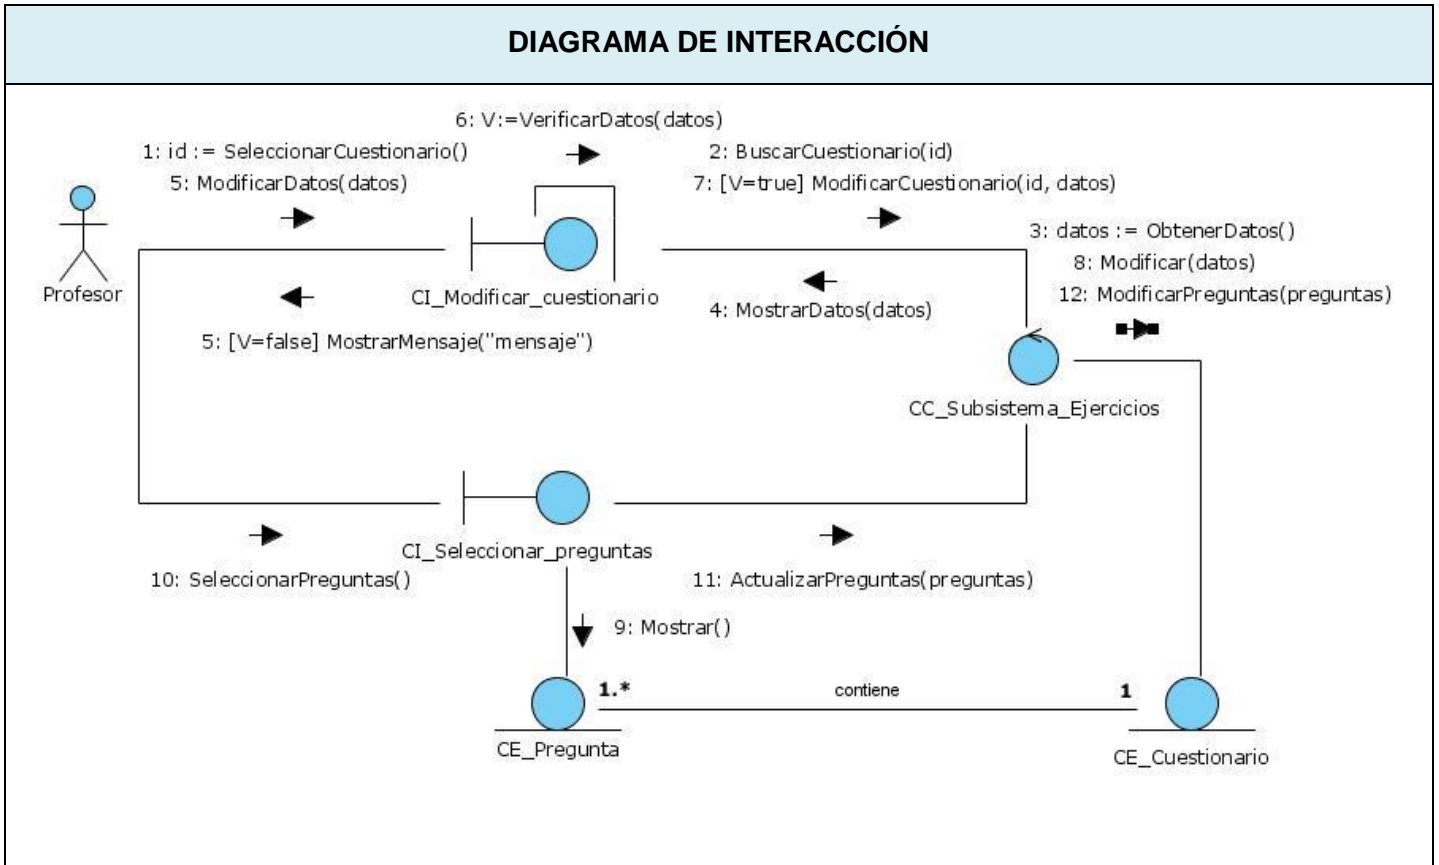 DIAGRAMA DE INTERACCIÓN
6: V:=VerificarDatos(datos)
1: id := SeleccionarCuestionario()
2: BuscarCuestionario(id)
5: ModificarDatos(datos)
7: [V=true] ModificarCuestionario(id, datos)
3: datos := ObtenerDatos()
8: Modificar(datos)
12: ModificarPreguntas(preguntas)
Profesor
CI_Modificar_cuestionario
4: MostrarDatos(datos)
5: [V=false] MostrarMensaje("mensaje")
CC_Subsistema_Ejercicios
CI_Seleccionar_preguntas
10: SeleccionarPreguntas()
11: ActualizarPreguntas(preguntas)
9: Mostrar()
1.*
contiene
1
CE_Pregunta
CE_Cuestionario